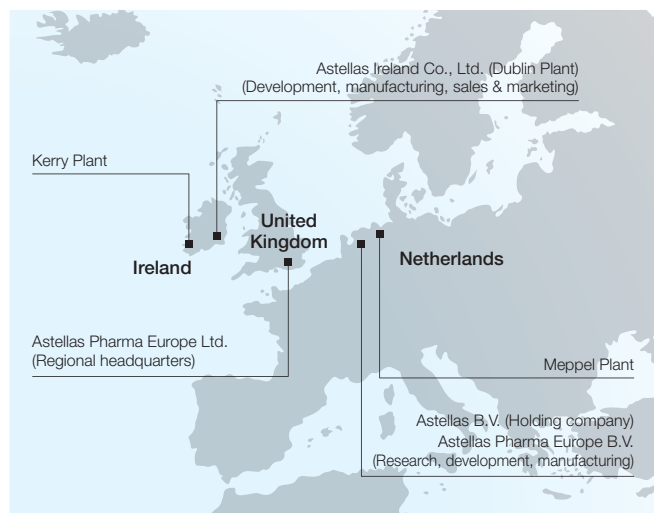 Astellas Ireland Co., Ltd. (Dublin Plant)
(Development, manufacturing, sales & marketing)
Kerry Plant
United
Kingdom
Ireland
Netherlands
Astellas Pharma Europe Ltd.
(Regional headquarters)
Meppel Plant
Astellas B.V. (Holding company)
Astellas Pharma Europe B.V.
(Research, development, manufacturing)